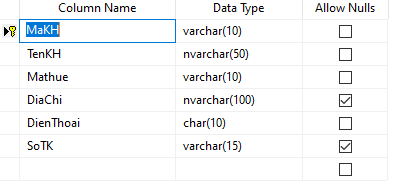 Column Name Data Type Allow Nulls
MaKH varchar(10)
TenKH nvarchar(50)
Mathue varchar(10)
DiaChi nvarchar(100)
DienThoai char(10)
SoTK varchar(15)